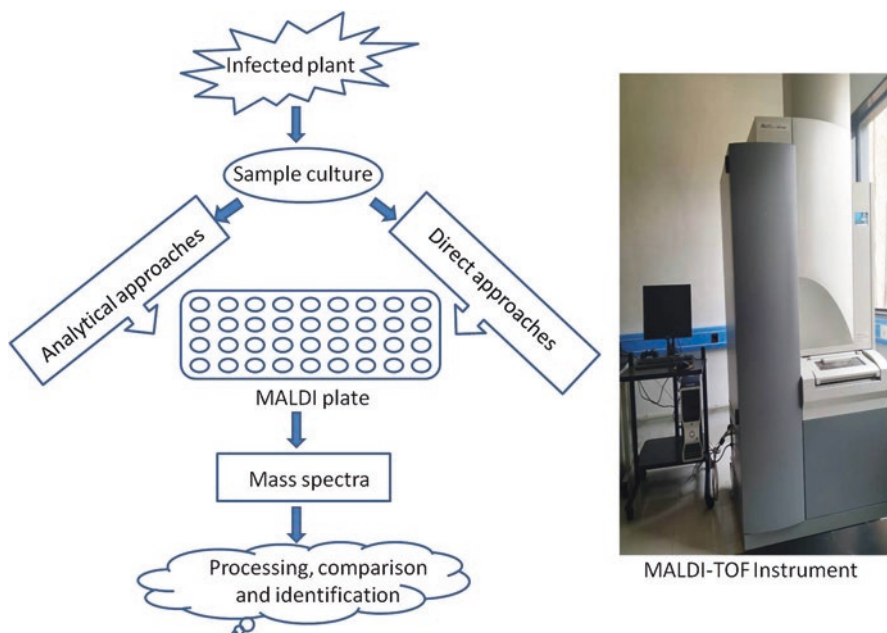 Infected plant
Sample culture
Analytical approaches
Direct approaches
MALDI plate
Mass spectra
Processing, comparison
and identification
MALDI-TOF Instrument